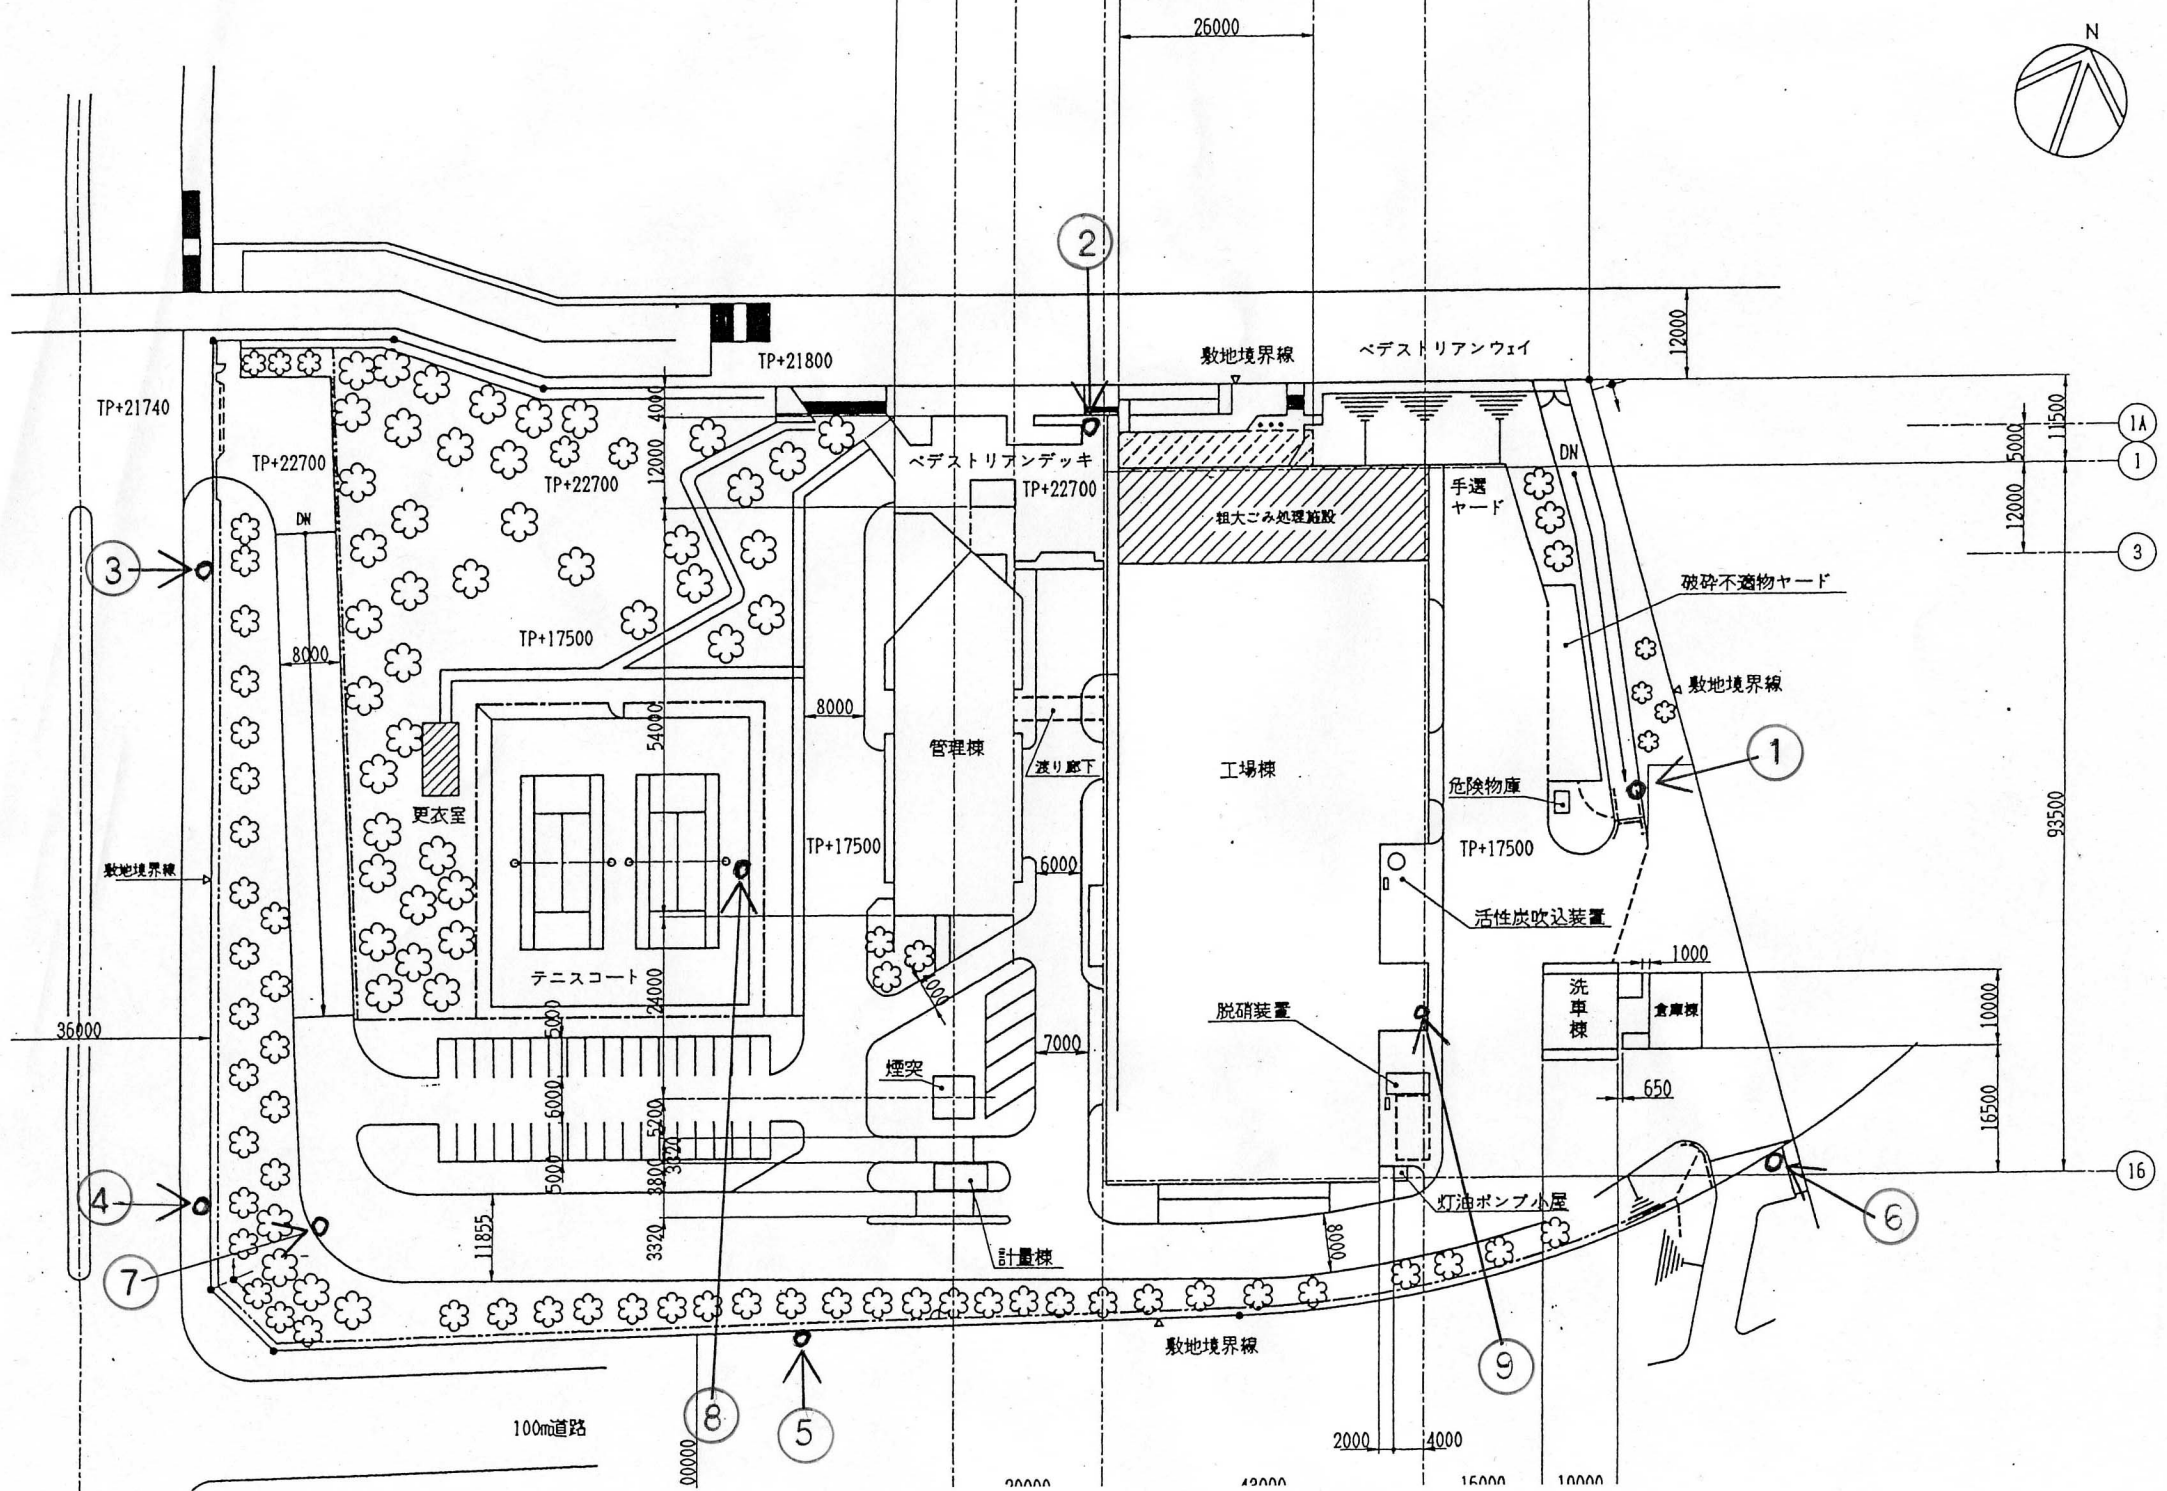 26000
N
②
12000
ペデストリアンウェイ
敷地境界線
TP+21800
4000
TP+21740
11500
1A
5000
1
TP+22700
12000
TP+22700
ペデストリアンデッキ
DN
手選
ヤード
TP+22700
粗大ごみ処理施設
12000
DN
3
③
破砕不適物ヤード
TP+17500
8000
敷地境界線
8000
54000
管理棟
渡り廊下
工場棟
①
危険物庫
更衣室
93500
TP+17500
TP+17500
6000
敷地境界線
活性炭吹込装置
テニスコート
1000
24000
洗車棟
倉庫棟
10000
脱硝装置
5000
36000
7000
煙突
650
6000
5200
16500
3320
5000
3800
16
④
灯油ポンプ小屋
⑥
11855
3320
8000
計量棟
⑦
敷地境界線
⑨
⑧
⑤
100m道路
2000
4000